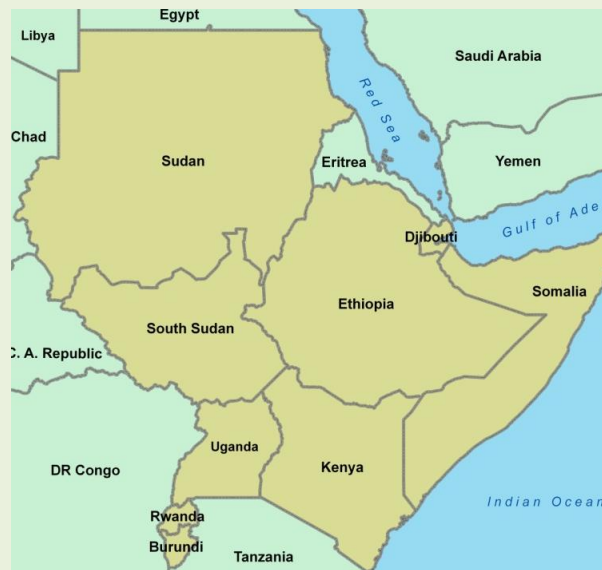 Egypt
Libya
Saudi Arabia
Red Sea
Chad
Sudan
Eritrea
Yemen
Djibouti
Gulf of Ade
Somalia
Ethiopia
South Sudan
C. A. Republic
Uganda
Kenya
DR Congo
Indian Ocean
Rwanda
Burundi
Tanzania